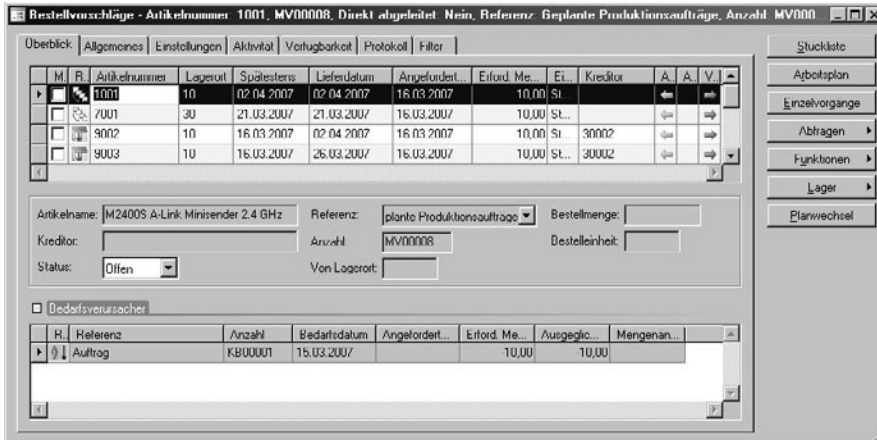 Bestellvorschläge - Artikelnummer: 1001, MV00008, Direkt abgeleitet: Nein, Referenz: Geplante Produktionsaufträge, Anzahl: MV000...
Überblick Allgemeines Einstellungen Aktivität Verfügbarkeit Protokoll Filter
Stückliste
Arbeitsplan
Einzelvorgänge
Abfragen
Funktionen
Lager
Planwechsel
M.. R.. Artikelnummer Lagerort Spätestens Lieferdatum Angefordert... Erford. Me... Ei... Kreditor A.. A.. V..
1001 10 02.04.2007 02.04.2007 16.03.2007 10,00 St...
7001 30 21.03.2007 21.03.2007 16.03.2007 10,00 St...
9002 10 16.03.2007 02.04.2007 16.03.2007 10,00 St... 30002
9003 10 16.03.2007 26.03.2007 16.03.2007 10,00 St... 30002
Artikelname: M2400S A-Link Minisender 2.4 GHz Referenz: plante Produktionsaufträge Bestellmenge:
Kreditor: Anzahl MV00008 Bestelleinheit:
Status: Offen Von Lagerort:
Bedarfsverursacher
R.. Referenz Anzahl Bedarfsdatum Angefordert... Erford. Me... Ausgeglic... Mengenan...
Auftrag KB00001 15.03.2007 -10,00 -10,00